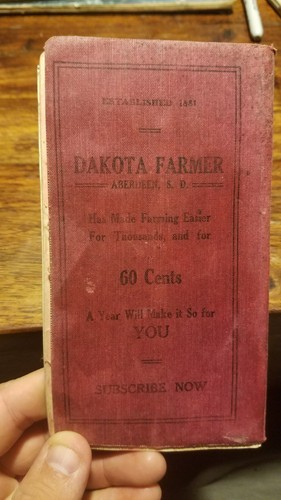 ESTABLISHED 1881
DAKOTA FARMER
ABERDEEN, S. D.
Has Made Farming Easier
For Thousands, and for
60 Cents
A Year Will Make it So for
YOU
SUBSCRIBE NOW